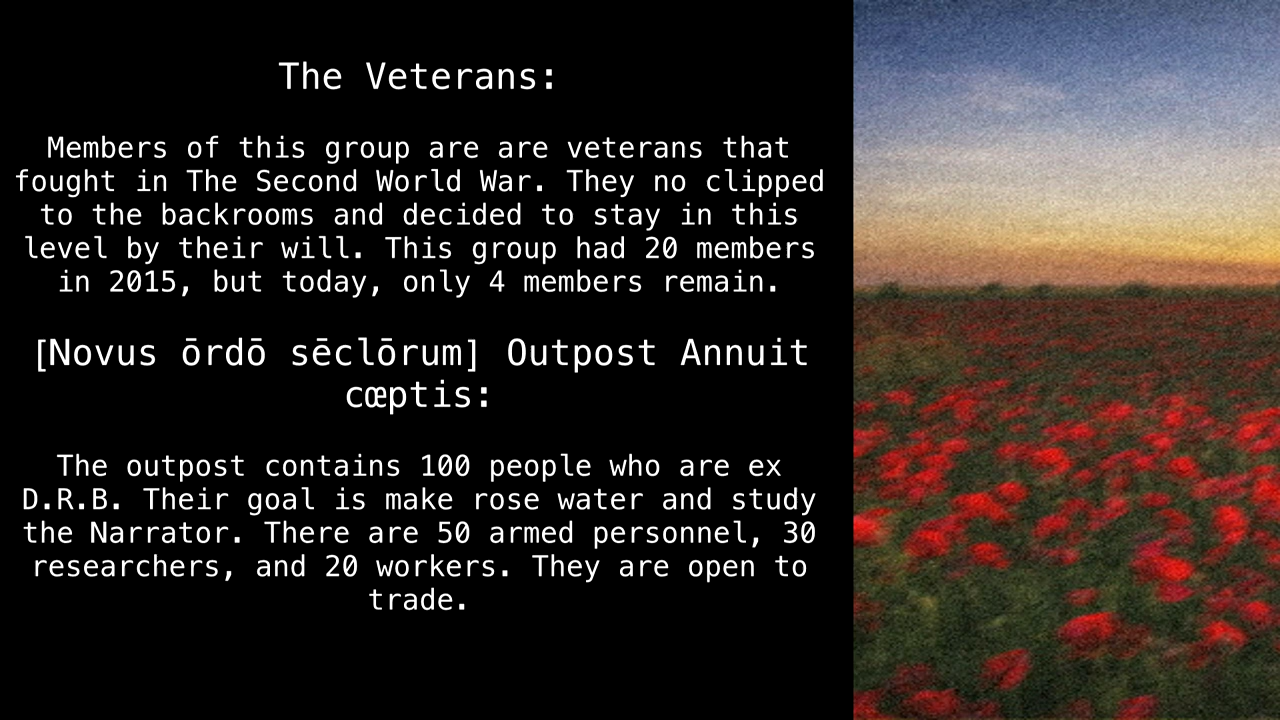 The Veterans:
Members of this group are are veterans that
fought in The Second World War. They no clipped
to the backrooms and decided to stay in this
level by their will. This group had 20 members
in 2015, but today, only 4 members remain.
[Novus ōrdō sēclōrum] Outpost Annuit
cœptis:
The outpost contains 100 people who are ex
D.R.B. Their goal is make rose water and study
the Narrator. There are 50 armed personnel, 30
researchers, and 20 workers. They are open to
trade.